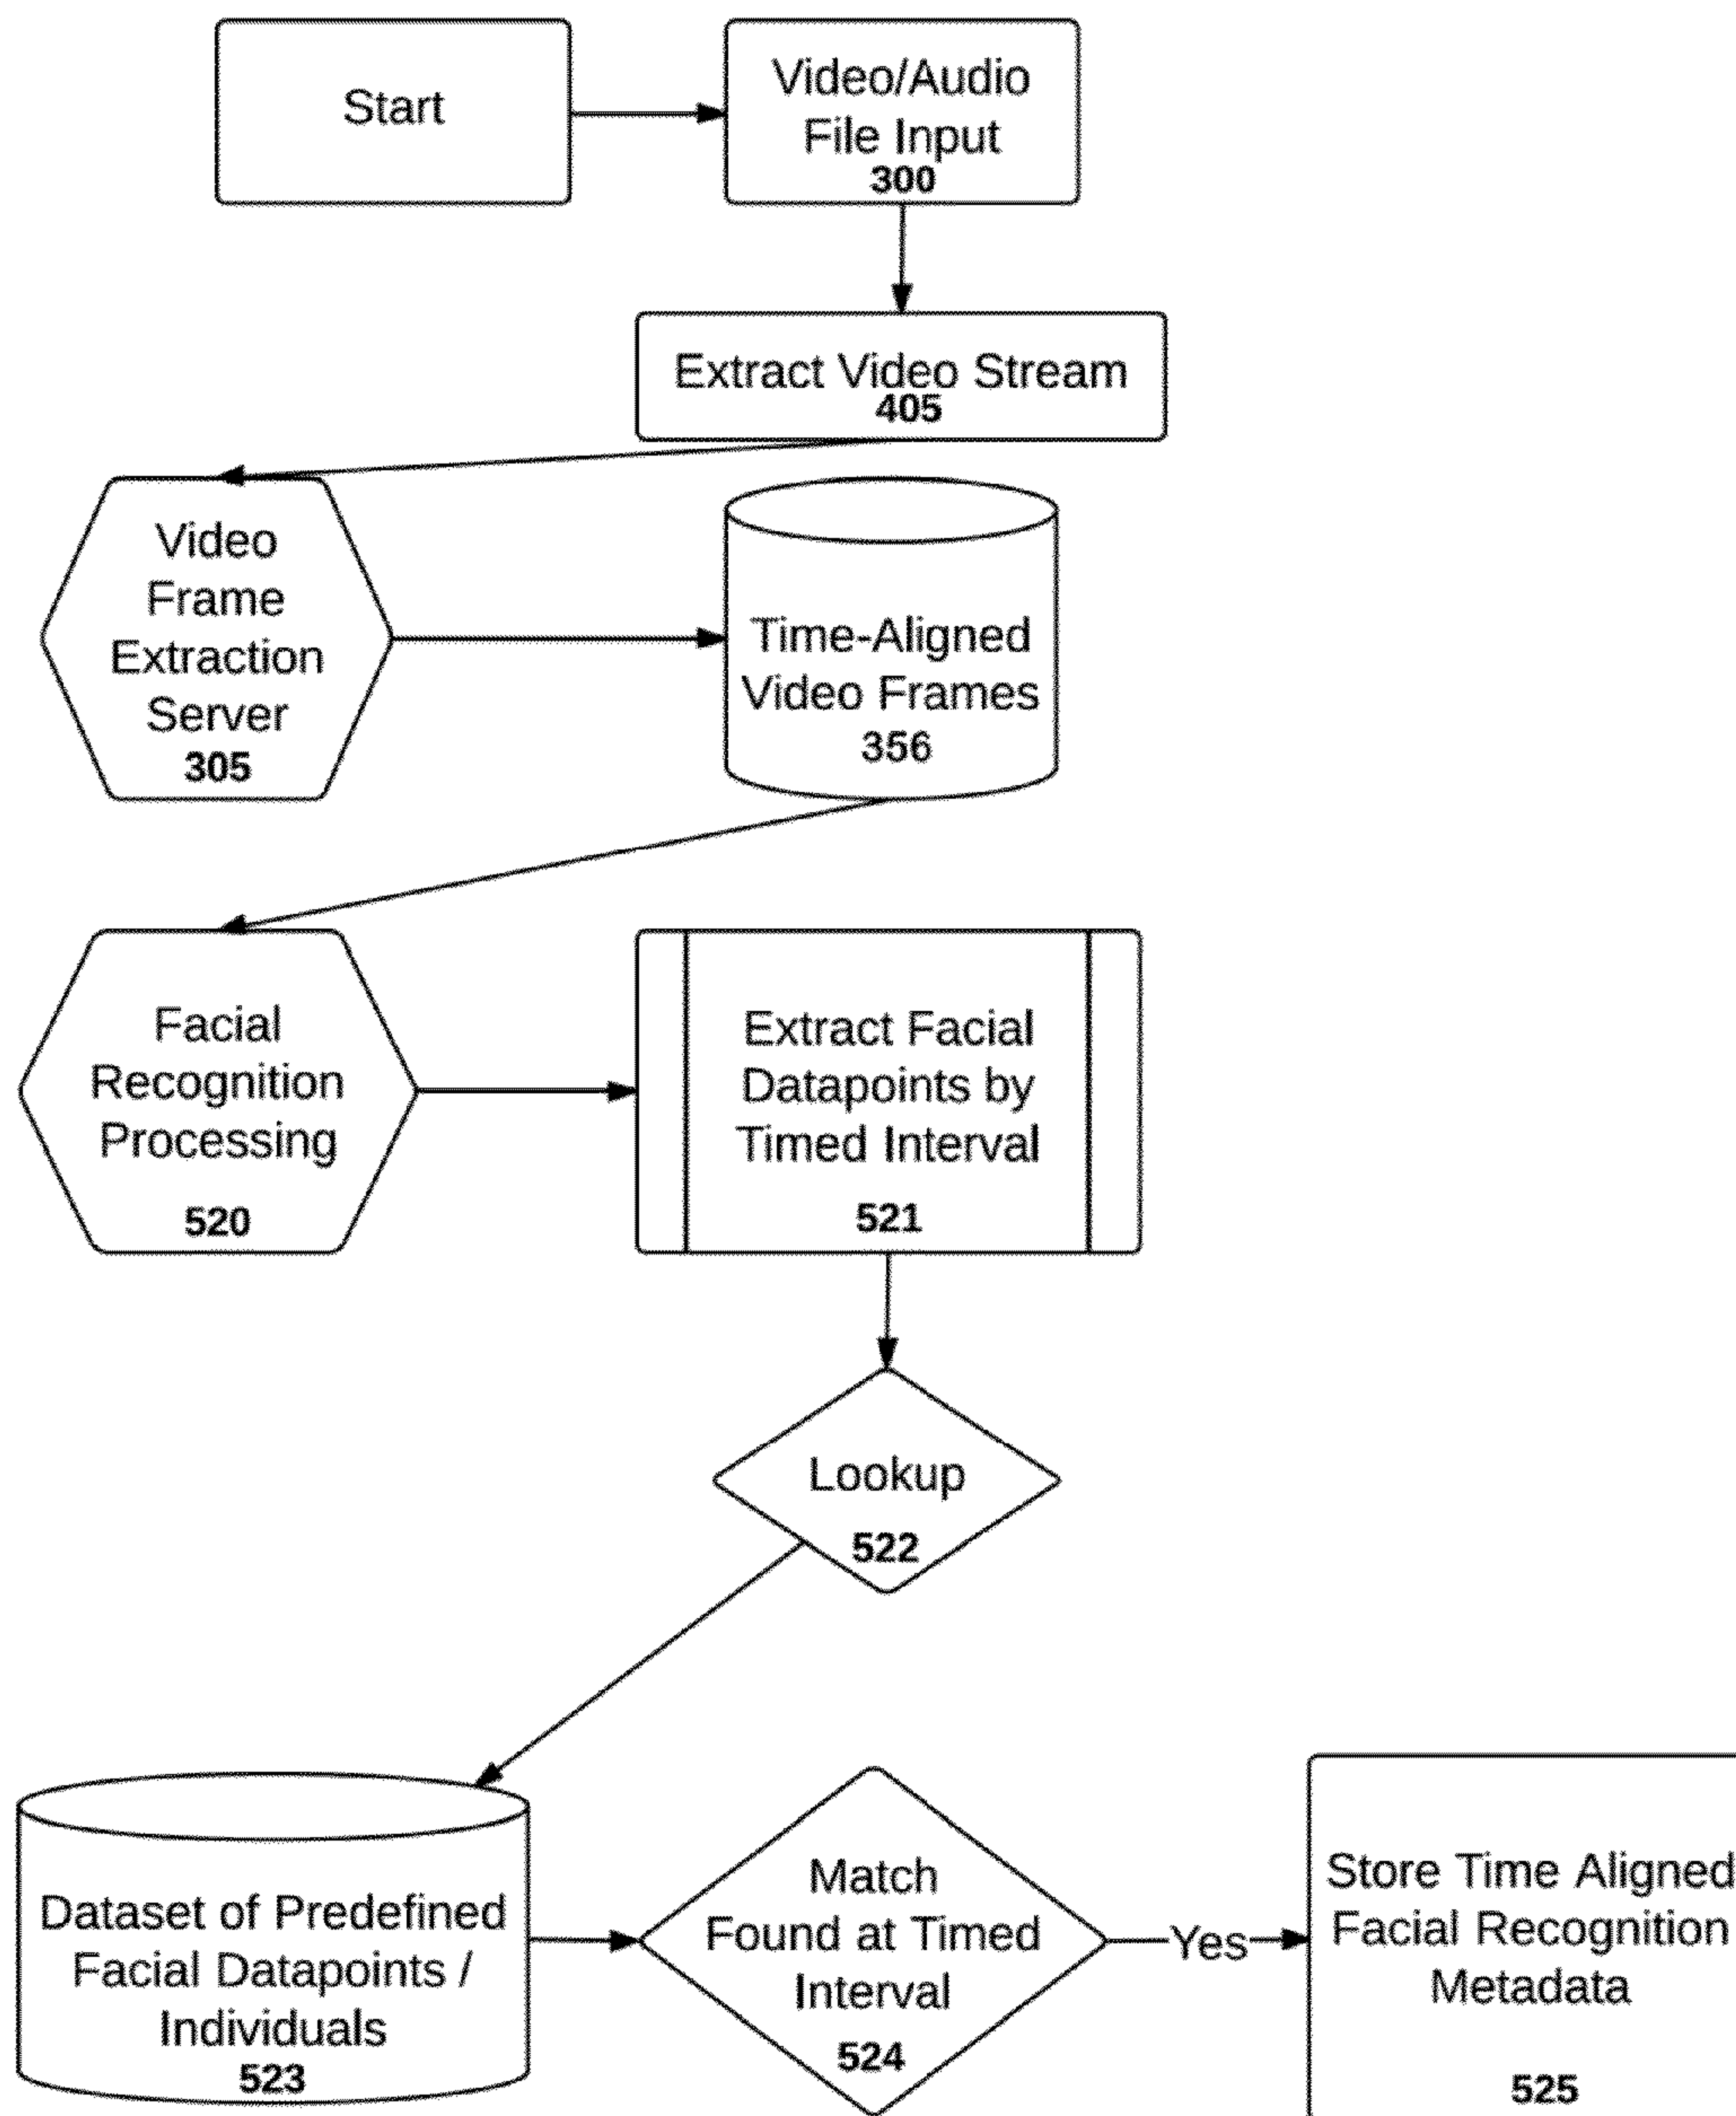 Start
Video/Audio
File Input
300
Extract Video Stream
405
Video
Frame
Extraction
Server
305
Time-Aligned
Video Frames
356
Facial
Recognition
Processing
520
Extract Facial
Datapoints by
Timed Interval
521
Lookup
522
Dataset of Predefined
Facial Datapoints /
Individuals
523
Match
Found at Timed
Interval
524
Yes
Store Time Aligned
Facial Recognition
Metadata
525